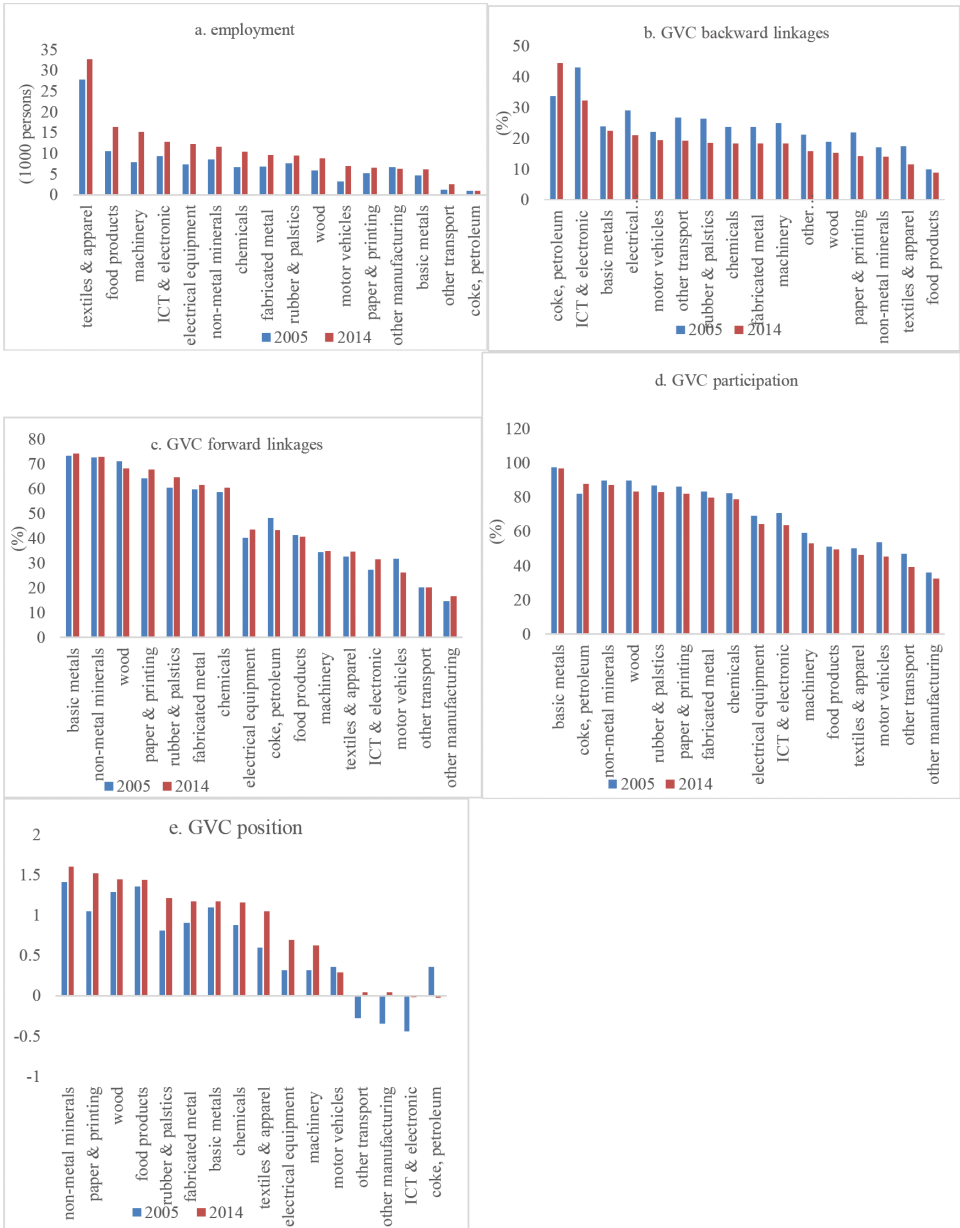 a. employment
(1000 persons)
35
30
25
20
15
10
5
0
textiles & apparel
food products
machinery
ICT & electronic
electrical equipment
non-metal minerals
chemicals
fabricated metal
rubber & palstics
wood
motor vehicles
paper & printing
other manufacturing
basic metals
other transport
coke, petroleum
2005 2014
b. GVC backward linkages
(%)
50
40
30
20
10
0
coke, petroleum
ICT & electronic
basic metals
electrical…
motor vehicles
other transport
rubber & palstics
chemicals
fabricated metal
machinery
other…
wood
paper & printing
non-metal minerals
textiles & apparel
food products
2005 2014
c. GVC forward linkages
(%)
80
70
60
50
40
30
20
10
0
basic metals
non-metal minerals
wood
paper & printing
rubber & palstics
fabricated metal
chemicals
electrical equipment
coke, petroleum
food products
machinery
textiles & apparel
ICT & electronic
motor vehicles
other transport
other manufacturing
2005 2014
d. GVC participation
(%)
120
100
80
60
40
20
0
basic metals
coke, petroleum
non-metal minerals
wood
rubber & palstics
paper & printing
fabricated metal
chemicals
electrical equipment
ICT & electronic
machinery
food products
textiles & apparel
motor vehicles
other transport
other manufacturing
2005 2014
e. GVC position
2
1.5
1
0.5
0
-0.5
-1
non-metal minerals
paper & printing
wood
food products
rubber & palstics
fabricated metal
basic metals
chemicals
textiles & apparel
electrical equipment
machinery
motor vehicles
other transport
other manufacturing
ICT & electronic
coke, petroleum
2005 2014